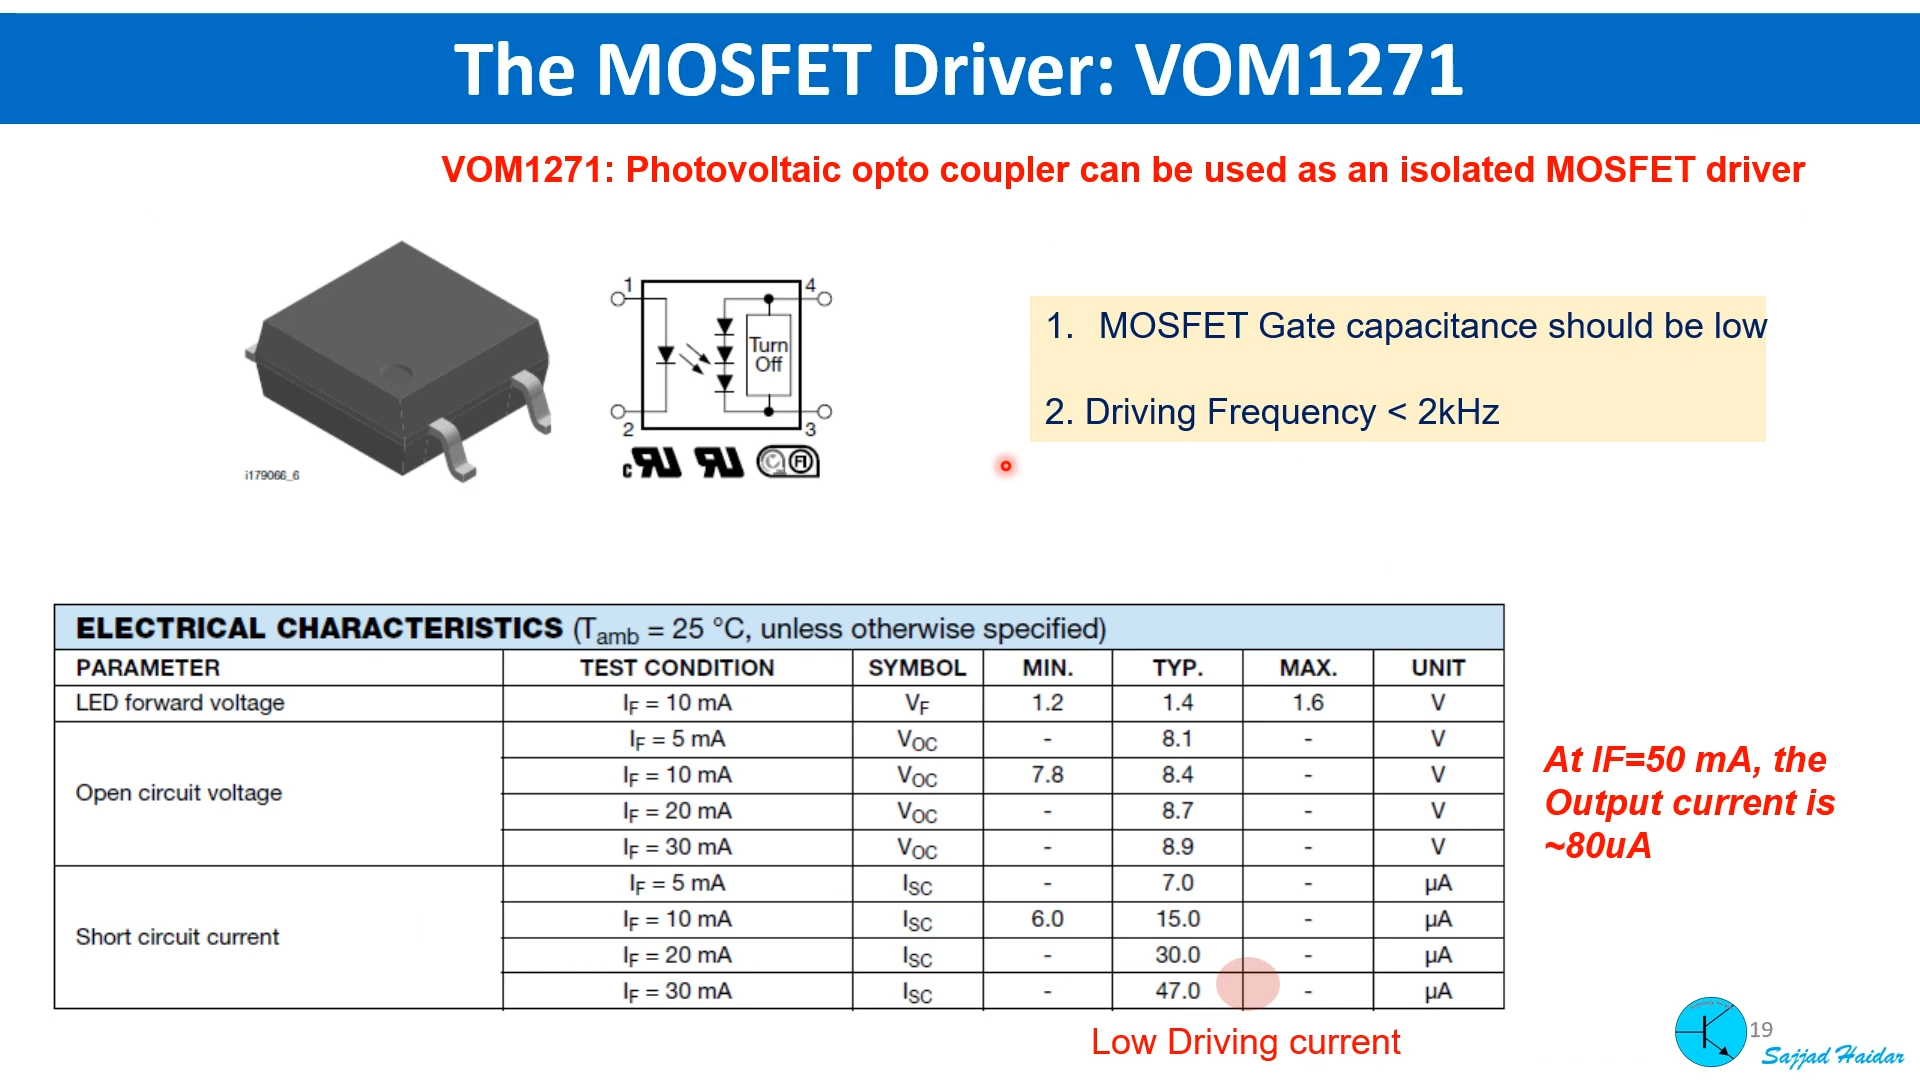 The MOSFET Driver: VOM1271
VOM1271: Photovoltaic opto coupler can be used as an isolated MOSFET driver
i179066_6
1
4
Turn
Off
2
3
1. MOSFET Gate capacitance should be low
2. Driving Frequency < 2kHz
ELECTRICAL CHARACTERISTICS (Tamb = 25 °C, unless otherwise specified)
PARAMETER TEST CONDITION SYMBOL MIN. TYP. MAX. UNIT
LED forward voltage IF = 10 mA VF 1.2 1.4 1.6 V
Open circuit voltage
IF = 5 mA VOC - 8.1 - V
IF = 10 mA VOC 7.8 8.4 - V
IF = 20 mA VOC - 8.7 - V
IF = 30 mA VOC - 8.9 - V
Short circuit current
IF = 5 mA ISC - 7.0 - µA
IF = 10 mA ISC 6.0 15.0 - µA
IF = 20 mA ISC - 30.0 - µA
IF = 30 mA ISC - 47.0 - µA
At IF=50 mA, the
Output current is
~80uA
Low Driving current
19
Sajjad Haidar